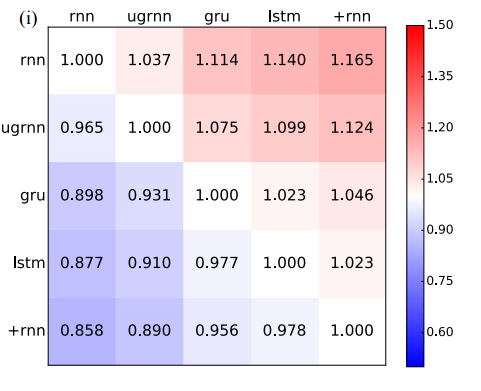 (i) rnn ugrnn gru lstm +rnn
rnn 1.000 1.037 1.114 1.140 1.165
ugrnn 0.965 1.000 1.075 1.099 1.124
gru 0.898 0.931 1.000 1.023 1.046
lstm 0.877 0.910 0.977 1.000 1.023
+rnn 0.858 0.890 0.956 0.978 1.000
1.50
1.35
1.20
1.05
0.90
0.75
0.60